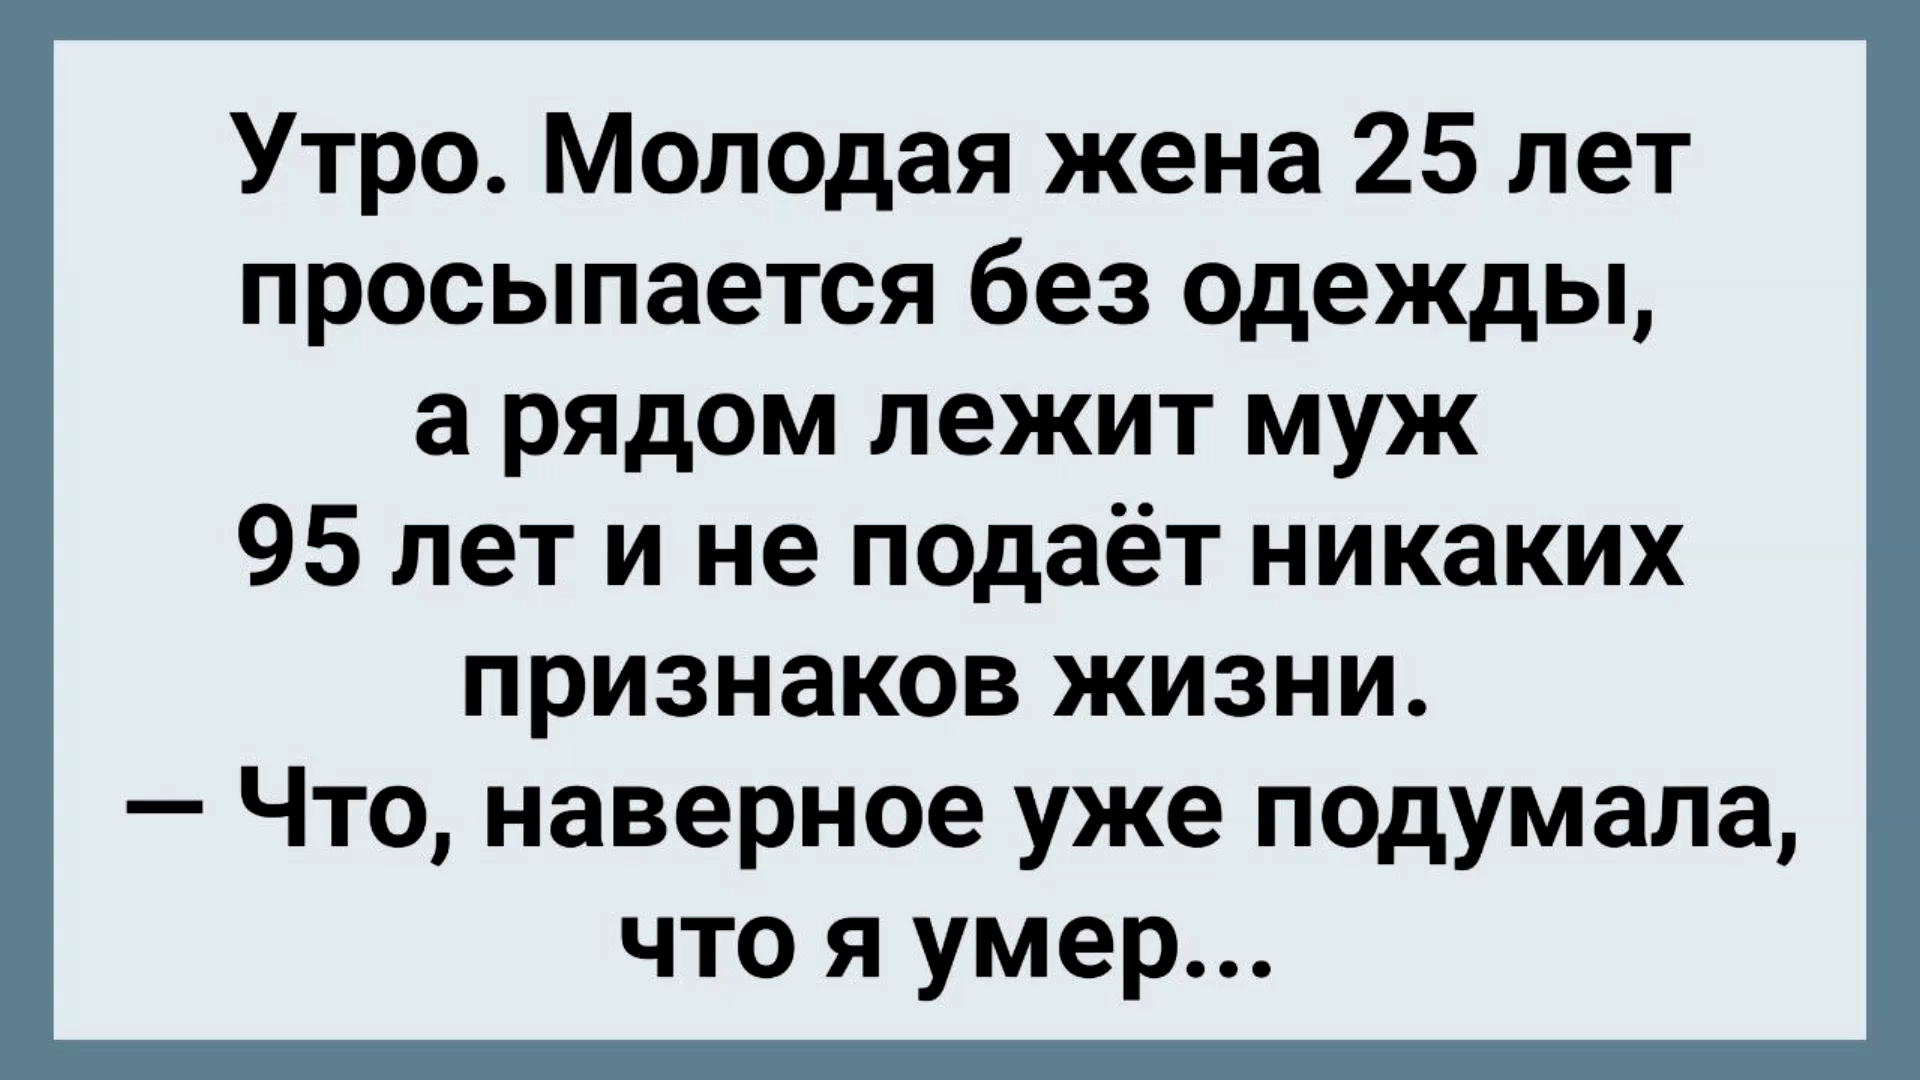 Утро. Молодая жена 25 лет
просыпается без одежды,
а рядом лежит муж
95 лет и не подаёт никаких
признаков жизни.
— Что, наверное уже подумала,
что я умер...